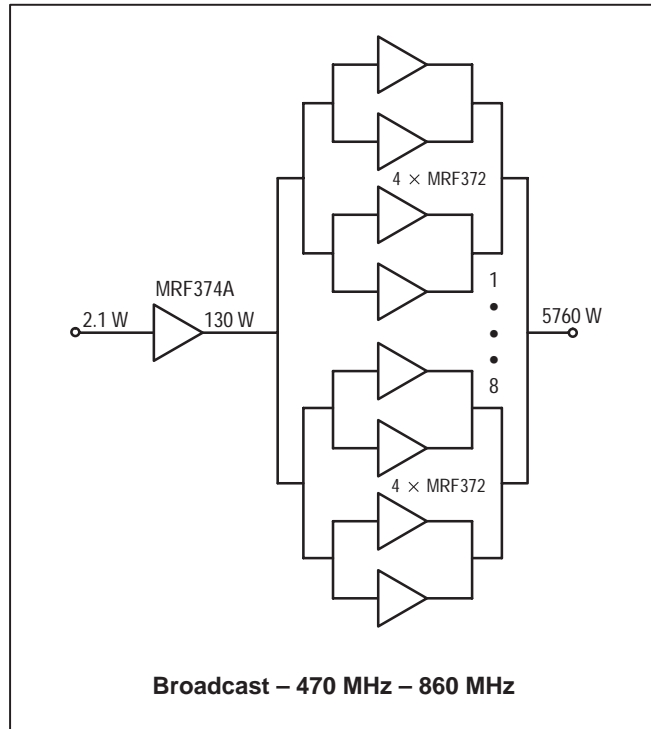 4 × MRF372
MRF374A
1
2.1 W
130 W
5760 W
8
4 × MRF372
Broadcast – 470 MHz – 860 MHz